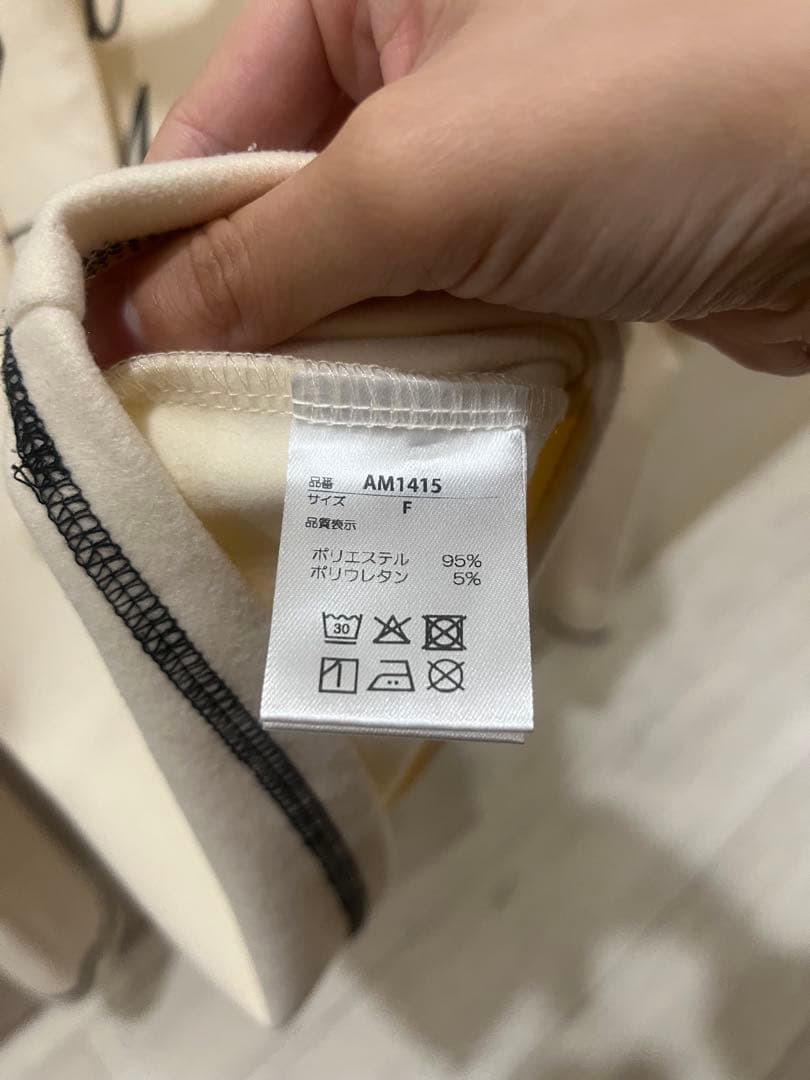 品番 AM1415
サイズ F
品質表示
ポリエステル 95%
ポリウレタン 5%
30